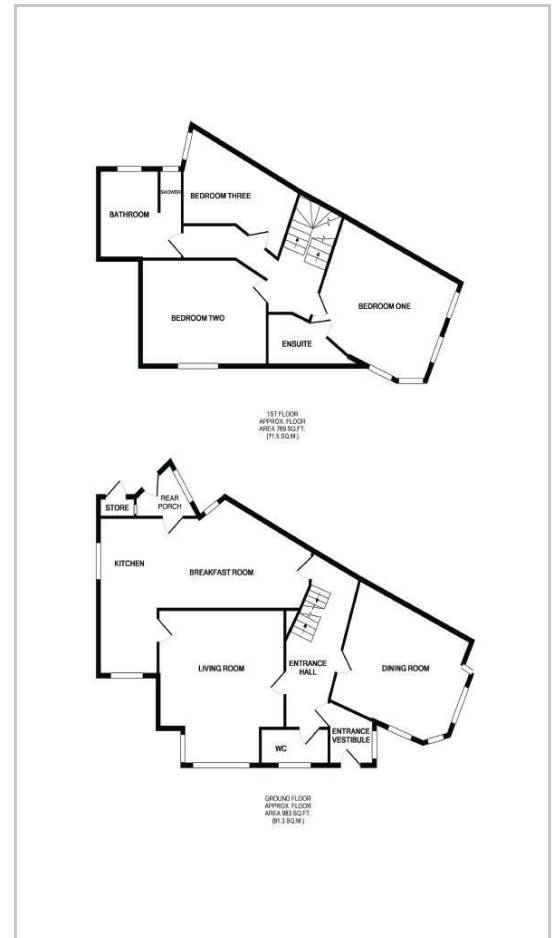 BEDROOM THREE
SHOWER
BATHROOM
BEDROOM ONE
BEDROOM TWO
ENSUITE
1ST FLOOR
APPROX. FLOOR
AREA 769 SQ.FT.
(71.5 SQ.M.)
STORE
REAR
PORCH
KITCHEN
BREAKFAST ROOM
LIVING ROOM
ENTRANCE
HALL
DINING ROOM
ENTRANCE
VESTIBULE
WC
GROUND FLOOR
APPROX. FLOOR
AREA 983 SQ.FT.
(91.3 SQ.M.)